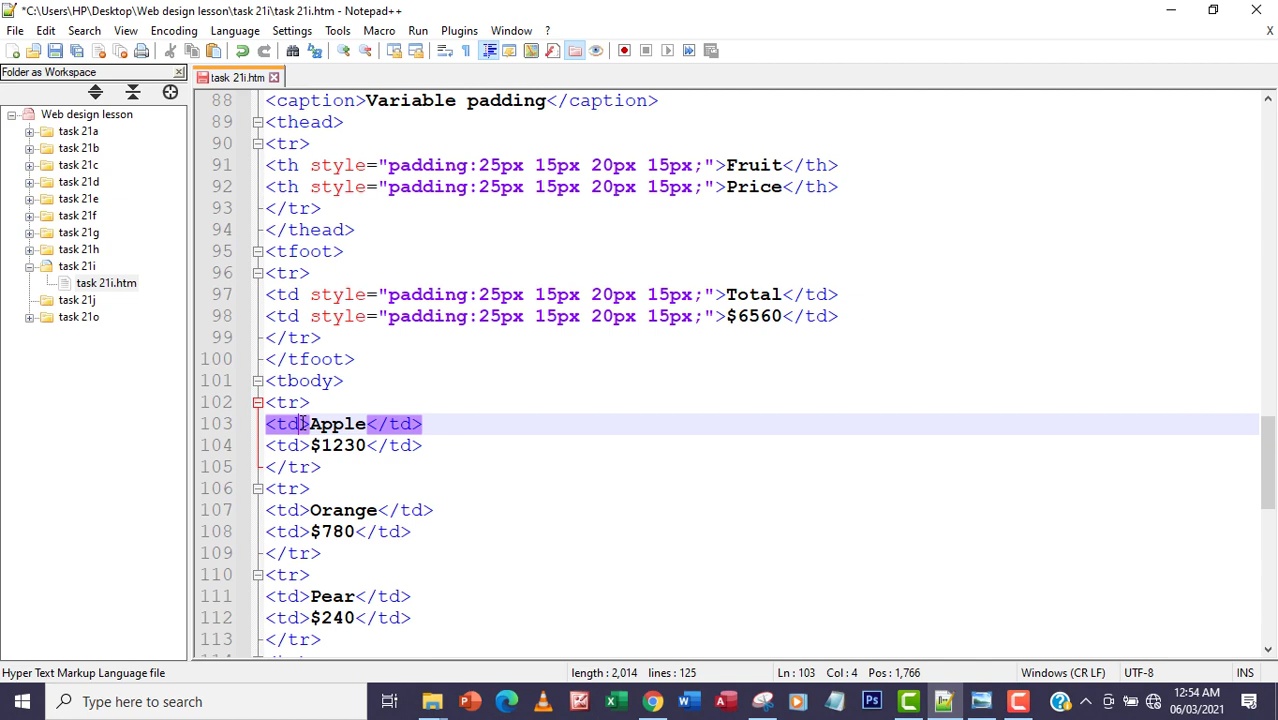 *C:\Users\HP\Desktop\Web design lesson\task 21i\task 21i.htm - Notepad++
File Edit Search View Encoding Language Settings Tools Macro Run Plugins Window ? X
Folder as Workspace
task 21i.htm
Web design lesson
task 21a
task 21b
task 21c
task 21d
task 21e
task 21f
task 21g
task 21h
task 21i
task 21i.htm
task 21j
task 21o
88 <caption>Variable padding</caption>
89 <thead>
90 <tr>
91 <th style="padding:25px 15px 20px 15px;">Fruit</th>
92 <th style="padding:25px 15px 20px 15px;">Price</th>
93 </tr>
94 </thead>
95 <tfoot>
96 <tr>
97 <td style="padding:25px 15px 20px 15px;">Total</td>
98 <td style="padding:25px 15px 20px 15px;">$6560</td>
99 </tr>
100 </tfoot>
101 <tbody>
102 <tr>
103 <td>Apple</td>
104 <td>$1230</td>
105 </tr>
106 <tr>
107 <td>Orange</td>
108 <td>$780</td>
109 </tr>
110 <tr>
111 <td>Pear</td>
112 <td>$240</td>
113 </tr>
Hyper Text Markup Language file length : 2,014 lines : 125 Ln : 103 Col : 4 Pos : 1,766 Windows (CR LF) UTF-8 INS
Type here to search
12:54 AM
06/03/2021